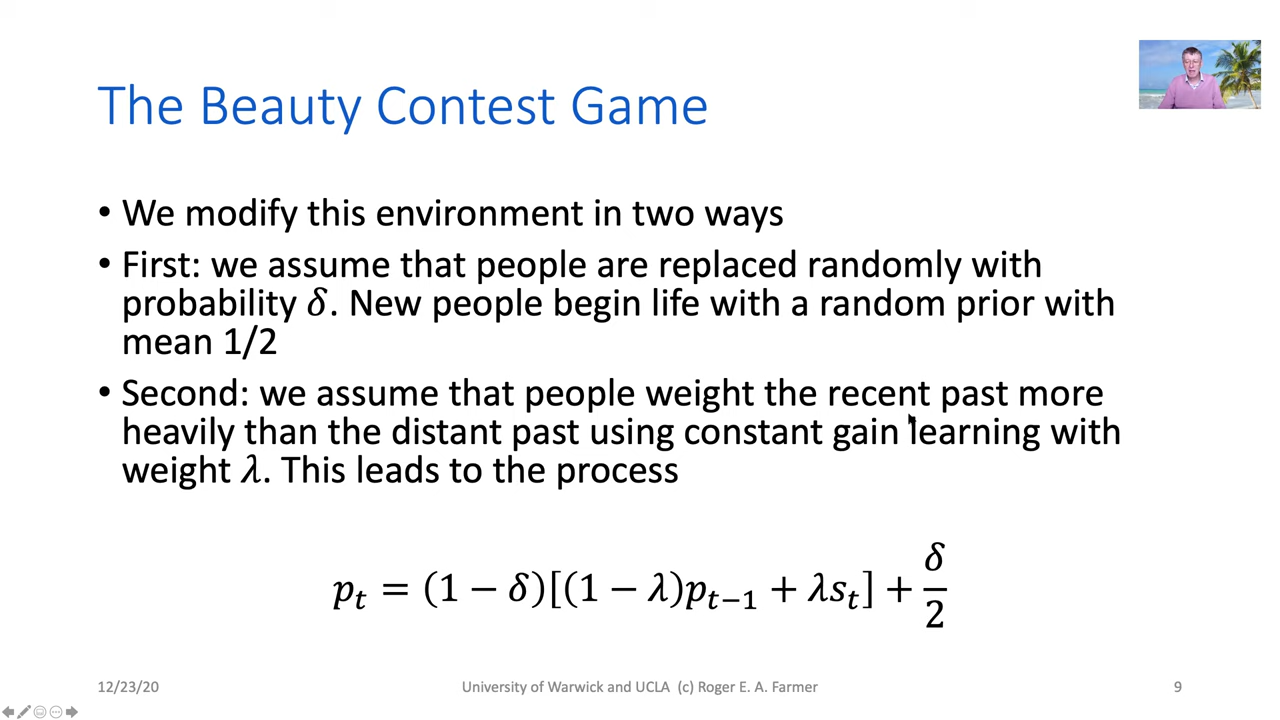 The Beauty Contest Game
• We modify this environment in two ways
• First: we assume that people are replaced randomly with
probability δ. New people begin life with a random prior with
mean 1/2
• Second: we assume that people weight the recent past more
heavily than the distant past using constant gain learning with
weight λ. This leads to the process
p_t = (1 − δ)[(1 − λ)p_{t−1} + λs_t] + δ/2
12/23/20
University of Warwick and UCLA (c) Roger E. A. Farmer
9